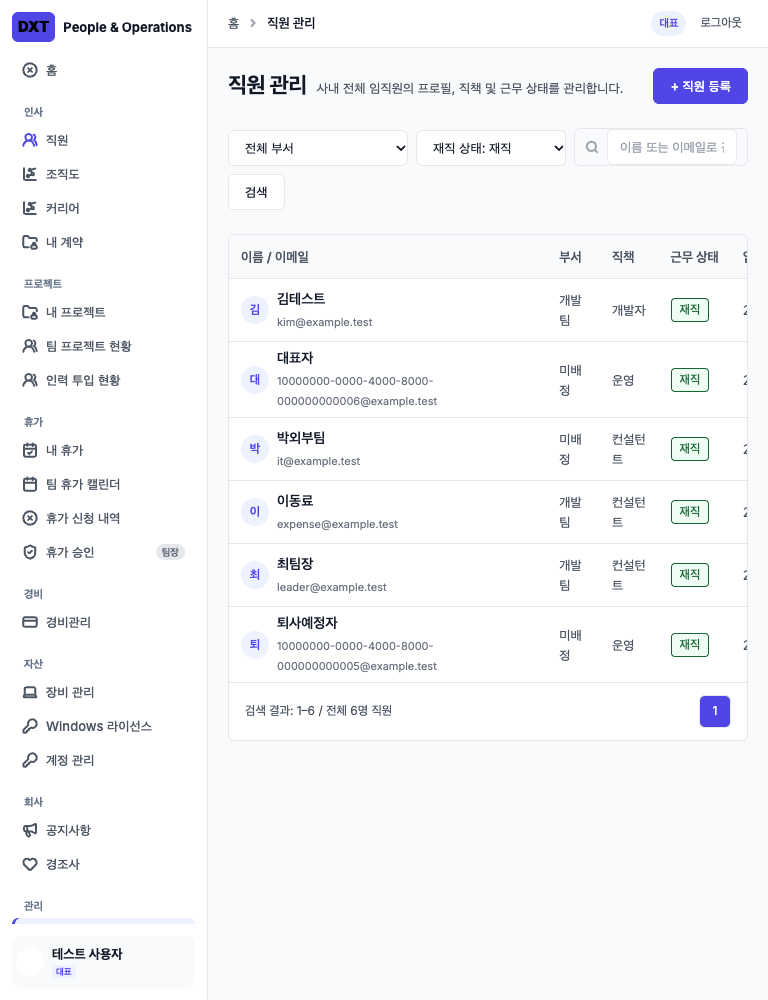 DXT People & Operations
홈
인사
직원
조직도
커리어
내 계약
프로젝트
내 프로젝트
팀 프로젝트 현황
인력 투입 현황
휴가
내 휴가
팀 휴가 캘린더
휴가 신청 내역
휴가 승인 팀장
경비
경비관리
자산
장비 관리
Windows 라이선스
계정 관리
회사
공지사항
경조사
관리
테스트 사용자
대표
홈 직원 관리
대표 로그아웃
직원 관리 사내 전체 임직원의 프로필, 직책 및 근무 상태를 관리합니다.
+ 직원 등록
전체 부서 재직 상태: 재직 이름 또는 이메일로
검색
이름 / 이메일 부서 직책 근무 상태
김 김테스트 kim@example.test 개발팀 개발자 재직
대 대표자
10000000-0000-4000-8000-
000000000006@example.test
미배정 운영 재직
박 박외부팀 it@example.test 미배정 컨설턴트 재직
이 이동료 expense@example.test 개발팀 컨설턴트 재직
최 최팀장 leader@example.test 개발팀 컨설턴트 재직
퇴 퇴사예정자
10000000-0000-4000-8000-
000000000005@example.test
미배정 운영 재직
검색 결과: 1–6 / 전체 6명 직원
1